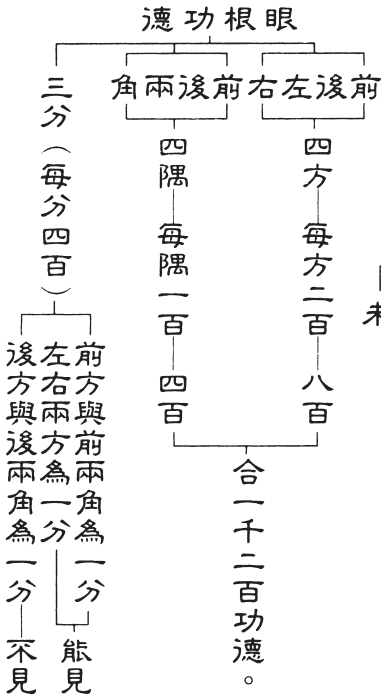 眼根功德
前後左右
四方──每方二百──八百
前後兩角
四隅──每隅一百──四百
合一千二百功德。
三分（每分四百）
前方與前兩角為一分
左右兩方為一分
能見
後方與後兩角為一分──不見
未